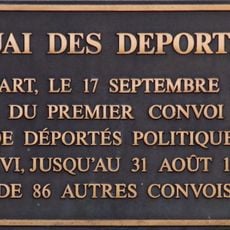 UAI DES DEPORT
ART, LE 17 SEPTEMBRE
DU PREMIER CONVOI
DE DÉPORTÉS POLITIQUE
VI, JUSQU'AU 31 AOÛT 1
DE 86 AUTRES CONVOIS